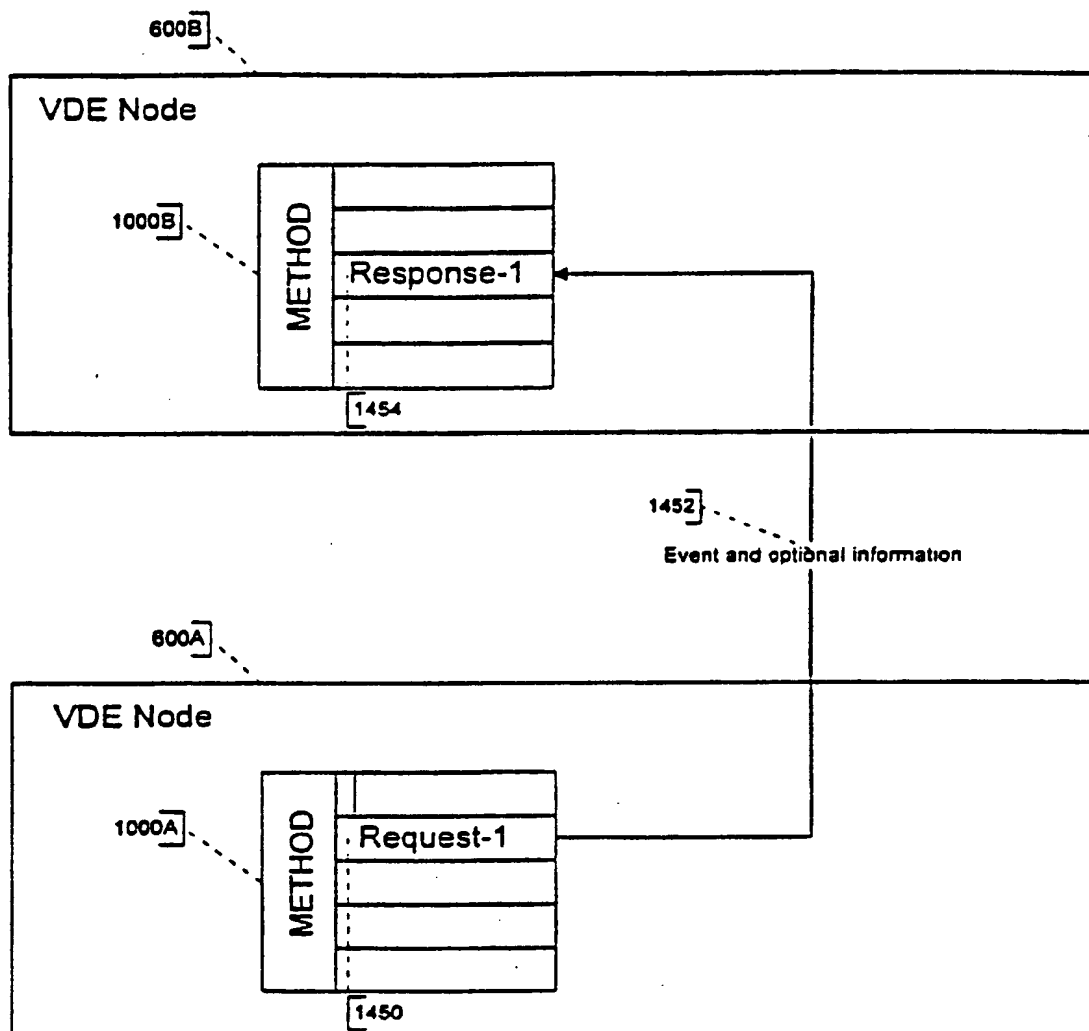 600B
VDE Node
1000B
METHOD
Response-1
1454
1452
Event and optional information
600A
VDE Node
1000A
METHOD
Request-1
1450